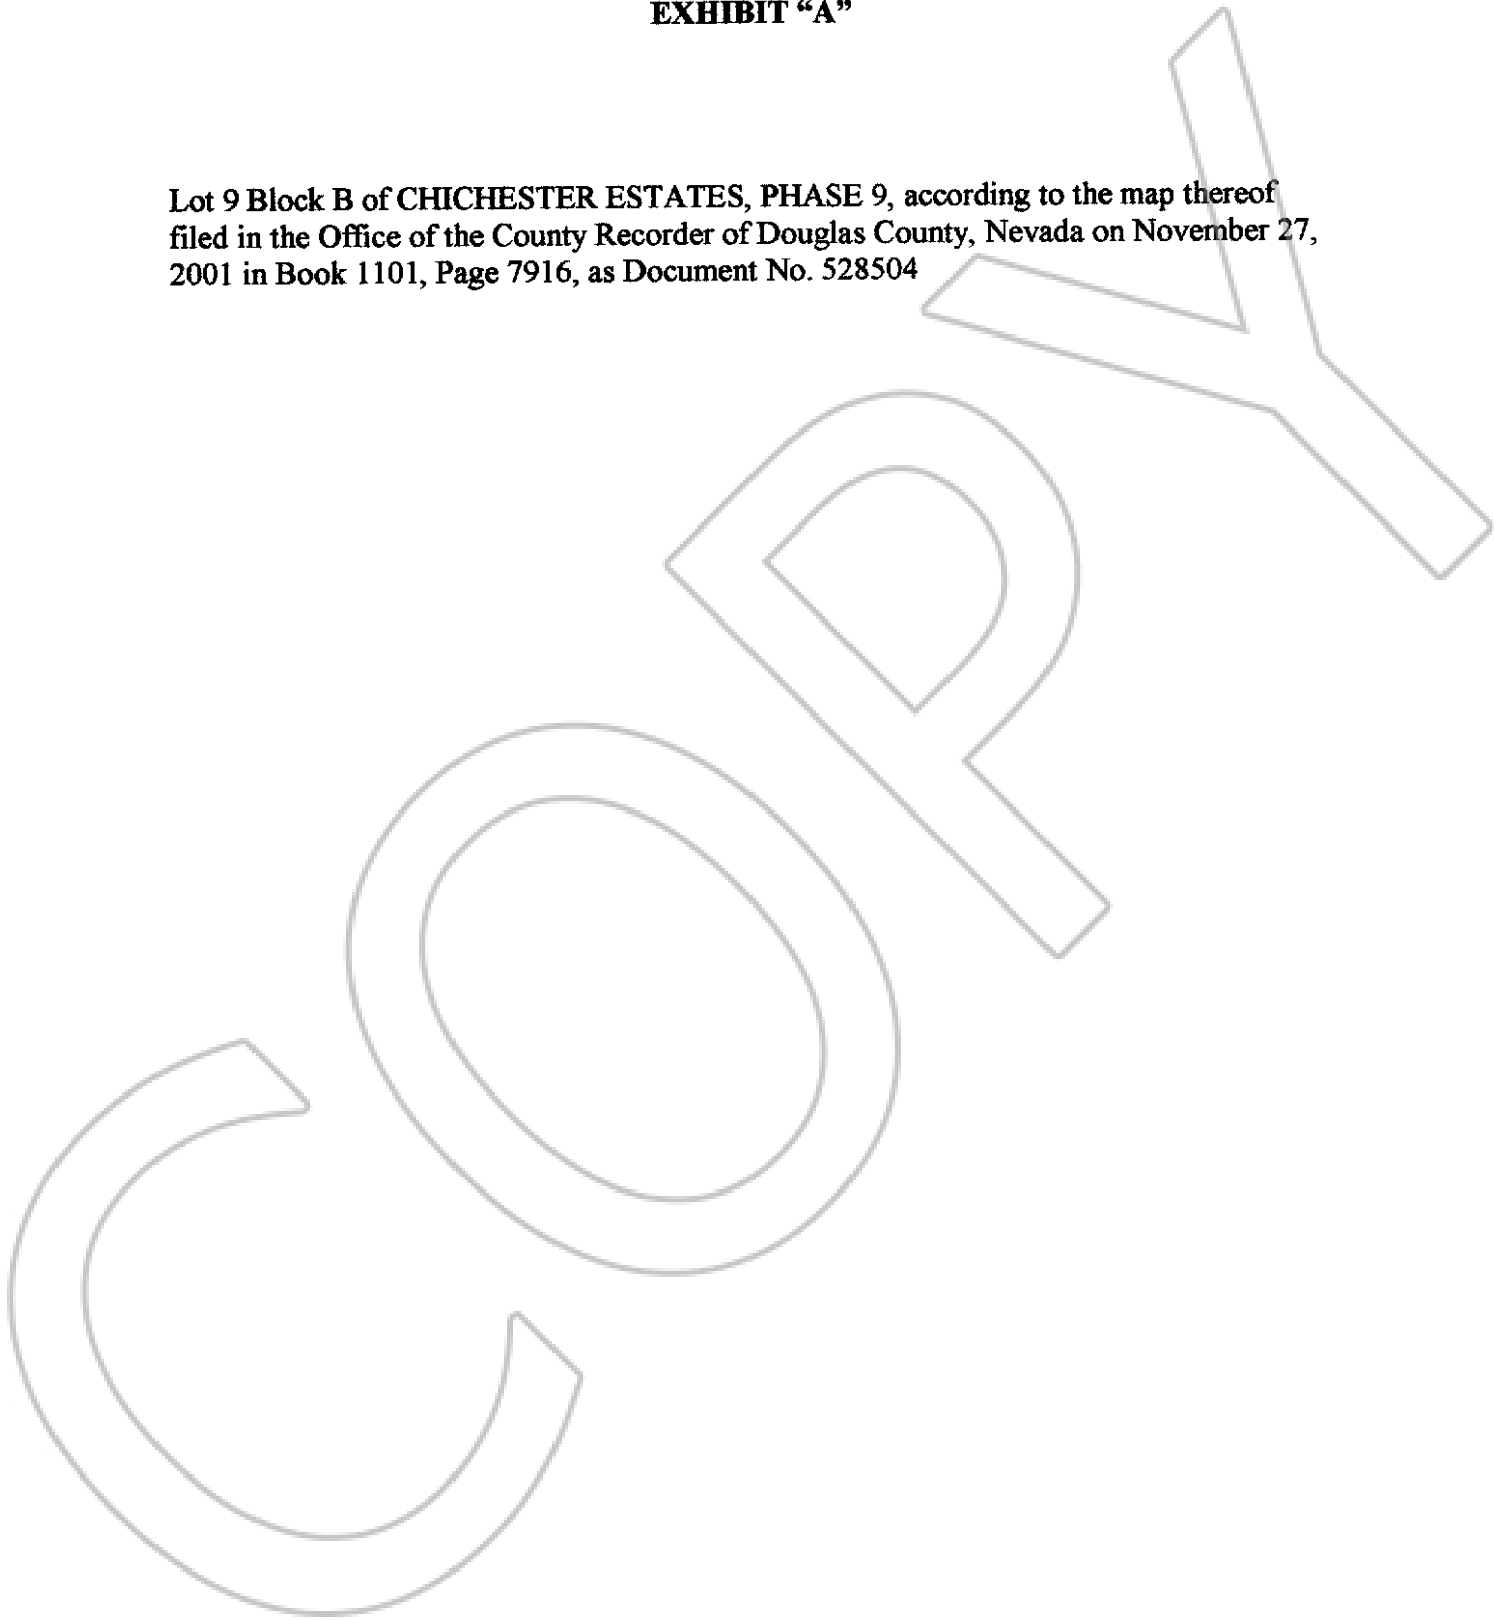 EXHIBIT “A”
Lot 9 Block B of CHICHESTER ESTATES, PHASE 9, according to the map thereof
filed in the Office of the County Recorder of Douglas County, Nevada on November 27,
2001 in Book 1101, Page 7916, as Document No. 528504
COPY